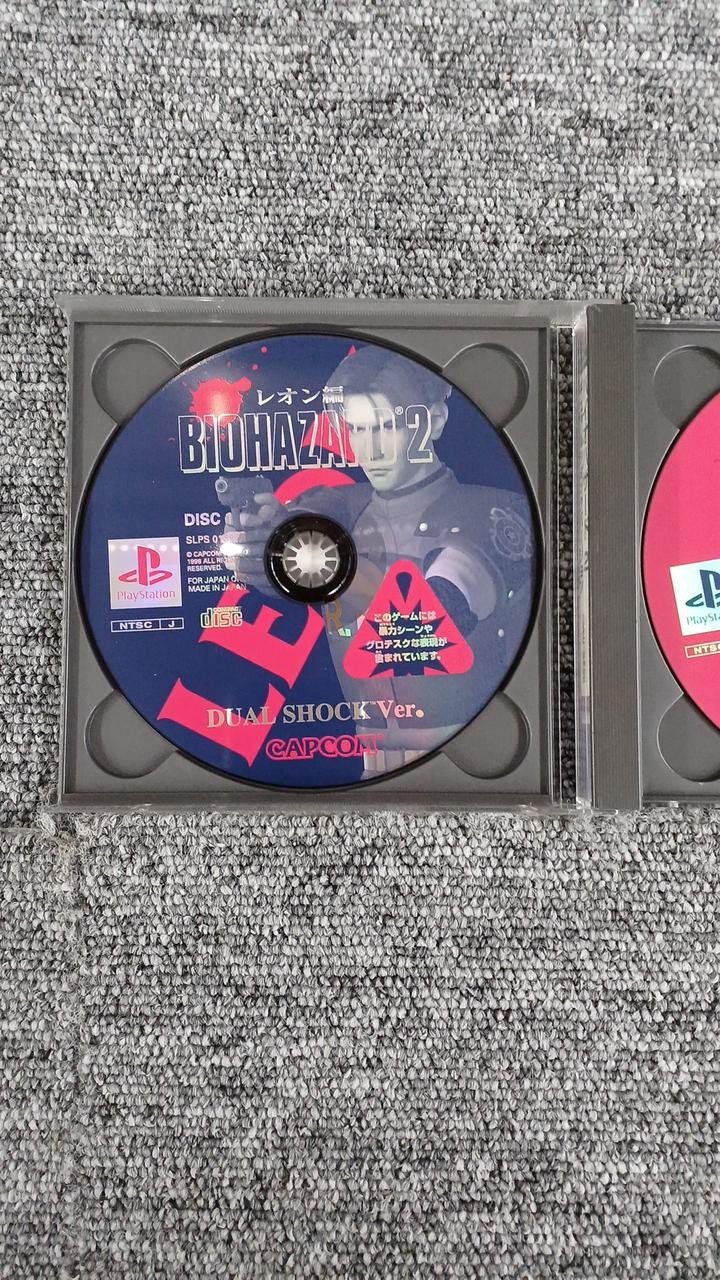 レオン編
BIOHAZARD® 2
DISC
SLPS
© CAPCOM
1998 ALL
RESERVED.
FOR JAPAN
MADE IN JAPAN
PlayStation
NTSC J
COMPACT
disc
LEON
このゲームには
暴力シーンや
グロテスクな表現が
含まれています。
DUAL SHOCK™ Ver.
CAPCOM®